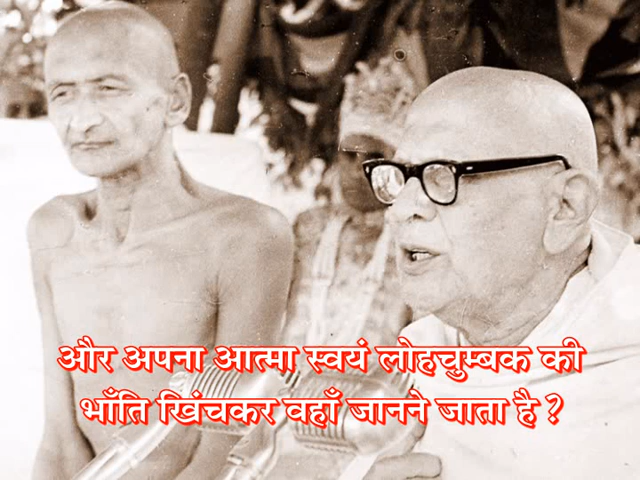 और अपना आत्मा स्वयं लोहचुम्बक की
भाँति खिंचकर वहाँ जानने जाता है ?